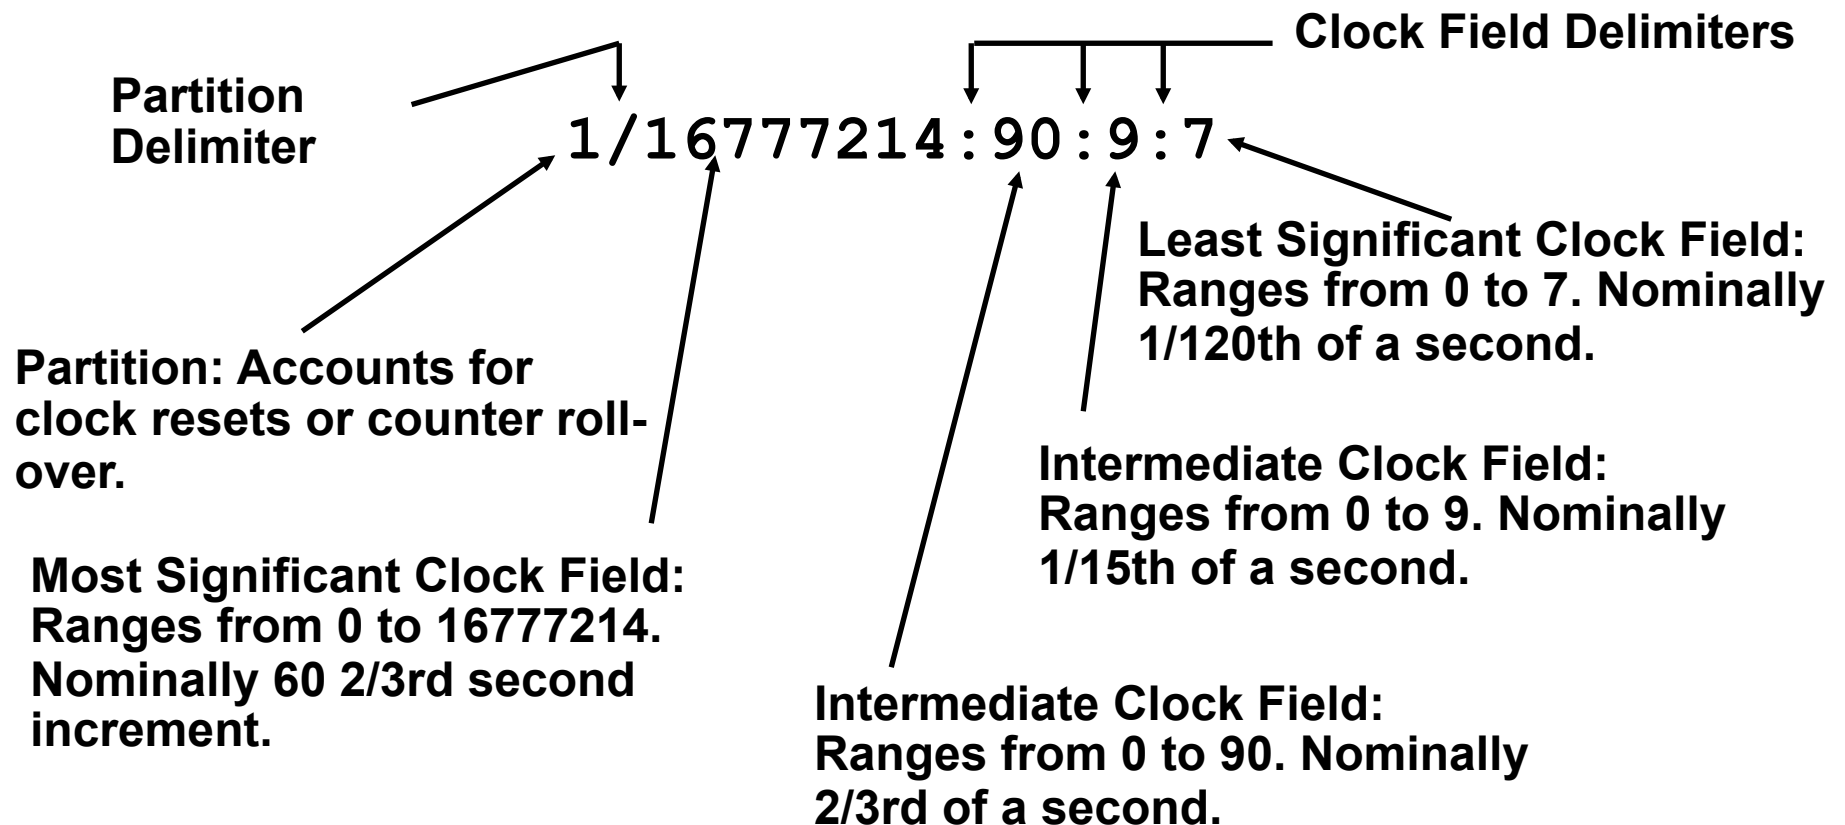 Clock Field Delimiters
Partition
Delimiter
1/16777214:90:9:7
Least Significant Clock Field:
Ranges from 0 to 7. Nominally
1/120th of a second.
Partition: Accounts for
clock resets or counter roll-
over.
Intermediate Clock Field:
Ranges from 0 to 9. Nominally
1/15th of a second.
Most Significant Clock Field:
Ranges from 0 to 16777214.
Nominally 60 2/3rd second
increment.
Intermediate Clock Field:
Ranges from 0 to 90. Nominally
2/3rd of a second.